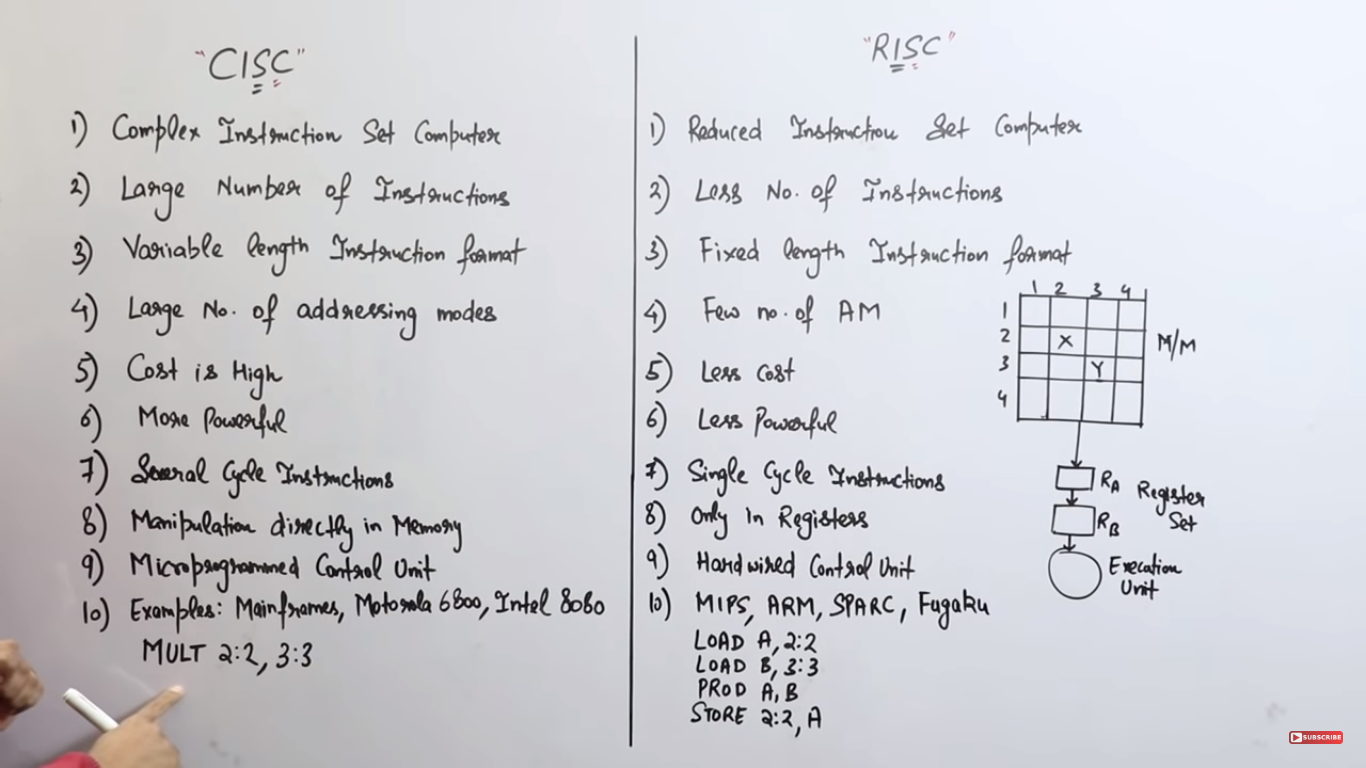 "CISC"
1) Complex Instruction Set Computer
2) Large Number of Instructions
3) Variable length Instruction format
4) Large No. of addressing modes
5) Cost is High
6) More Powerful
7) Several Cycle Instructions
8) Manipulation directly in Memory
9) Microprogrammed Control Unit
10) Examples: Mainframes, Motorola 6800, Intel 8080
MULT 2:2, 3:3
"RISC"
1) Reduced Instruction Set Computer
2) Less No. of Instructions
3) Fixed length Instruction format
4) Few no. of AM
5) Less Cost
6) Less Powerful
7) Single Cycle Instructions
8) Only in Registers
9) Hardwired Control Unit
10) MIPS, ARM, SPARC, Fugaku
LOAD A, 2:2
LOAD B, 3:3
PROD A, B
STORE 2:2, A
1 2 3 4
1
2 X
3 Y
4
M/M
RA
RB
Register
Set
Execution
Unit
SUBSCRIBE